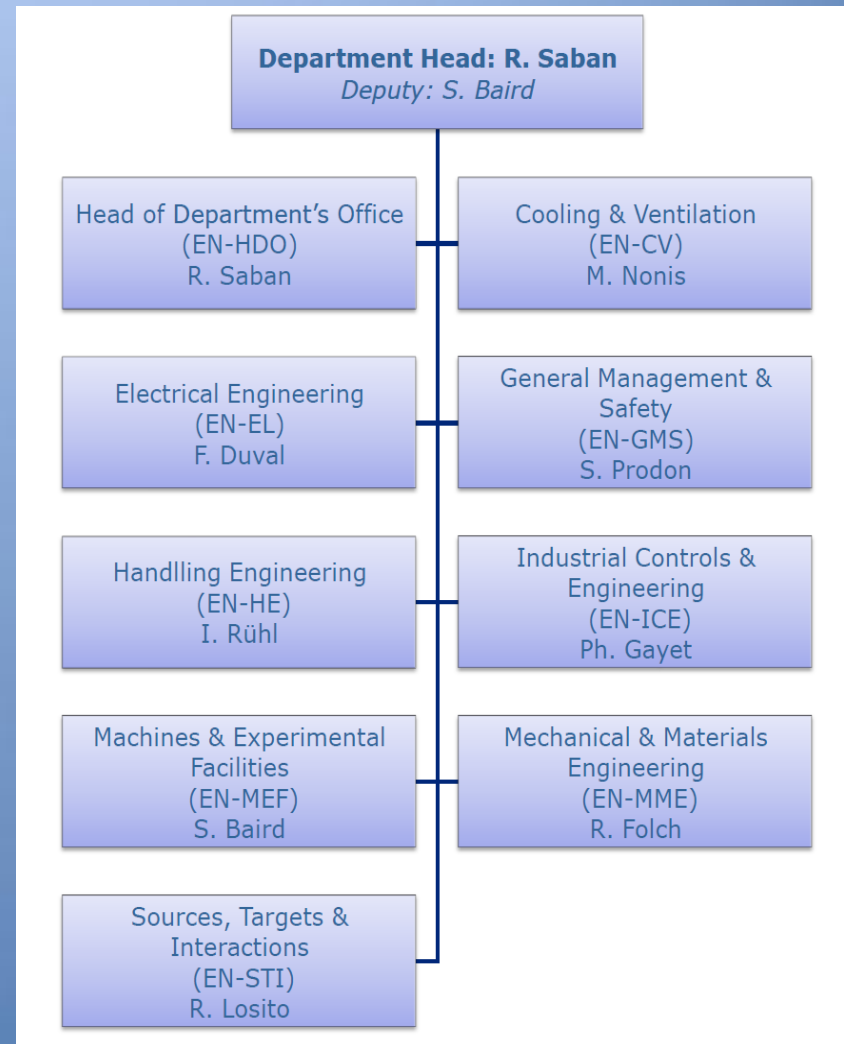 Department Head: R. Saban
Deputy: S. Baird
Head of Department’s Office
(EN-HDO)
R. Saban
Cooling & Ventilation
(EN-CV)
M. Nonis
Electrical Engineering
(EN-EL)
F. Duval
General Management &
Safety
(EN-GMS)
S. Prodon
Handlling Engineering
(EN-HE)
I. Rühl
Industrial Controls &
Engineering
(EN-ICE)
Ph. Gayet
Machines & Experimental
Facilities
(EN-MEF)
S. Baird
Mechanical & Materials
Engineering
(EN-MME)
R. Folch
Sources, Targets &
Interactions
(EN-STI)
R. Losito